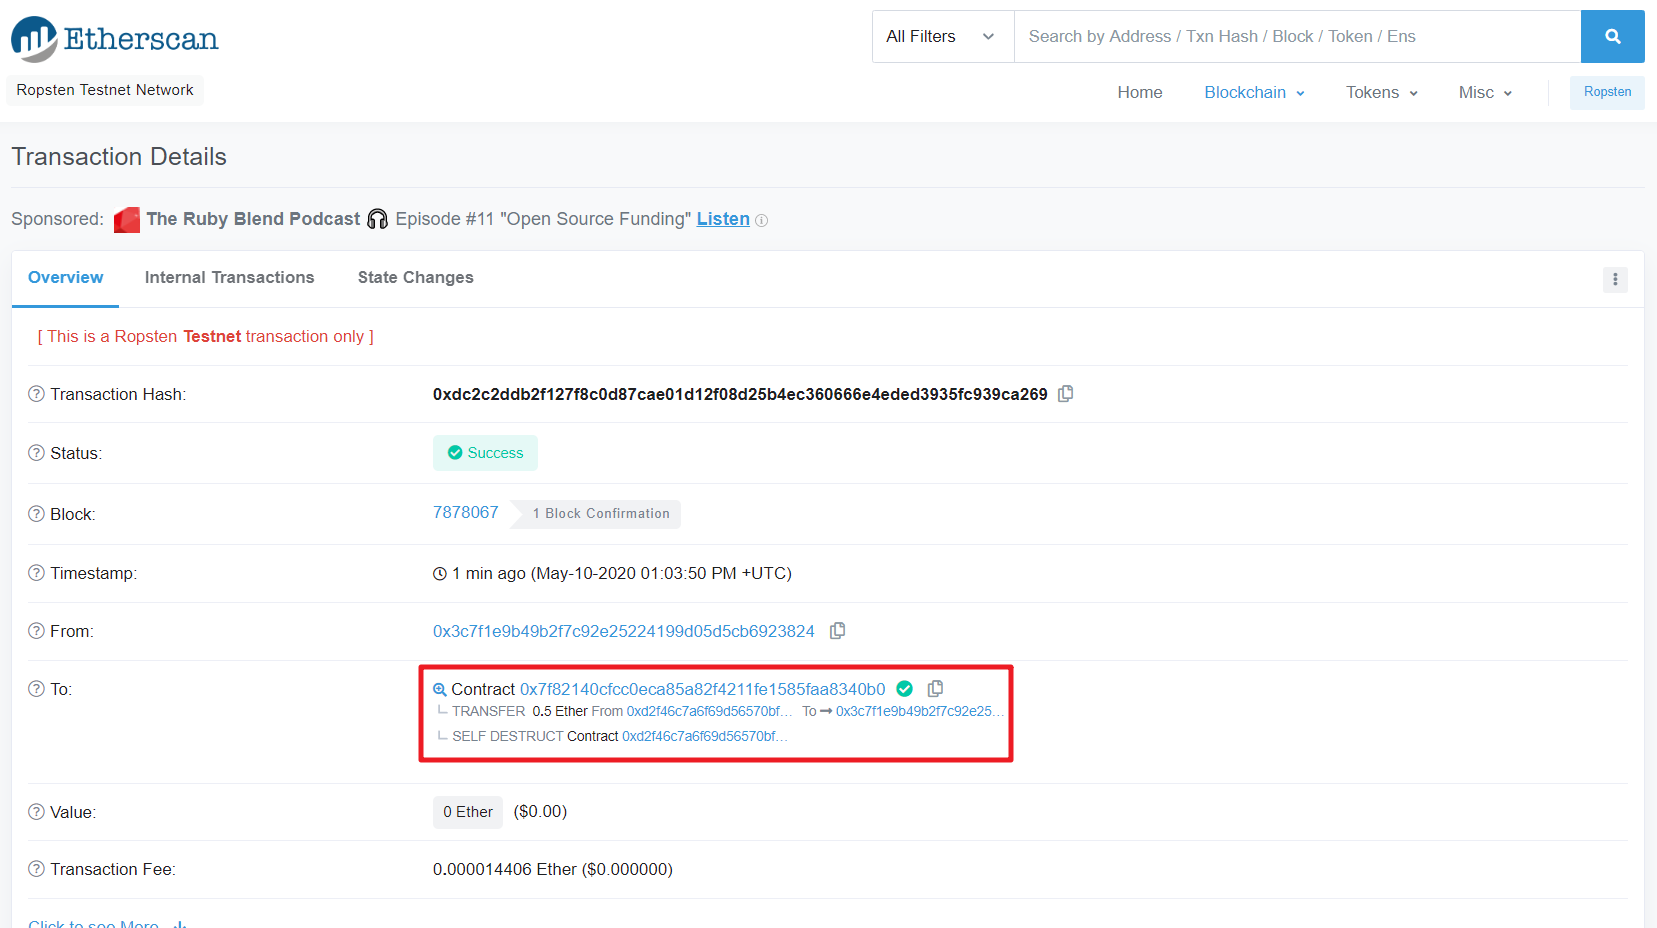 Etherscan
All Filters
Search by Address / Txn Hash / Block / Token / Ens
Ropsten Testnet Network
Home Blockchain Tokens Misc Ropsten
Transaction Details
Sponsored: The Ruby Blend Podcast Episode #11 "Open Source Funding" Listen
Overview Internal Transactions State Changes
[ This is a Ropsten Testnet transaction only ]
Transaction Hash: 0xdc2c2ddb2f127f8c0d87cae01d12f08d25b4ec360666e4eded3935fc939ca269
Status: Success
Block: 7878067 1 Block Confirmation
Timestamp: 1 min ago (May-10-2020 01:03:50 PM +UTC)
From: 0x3c7f1e9b49b2f7c92e25224199d05d5cb6923824
To: Contract 0x7f82140cfcc0eca85a82f4211fe1585faa8340b0
TRANSFER 0.5 Ether From 0xd2f46c7a6f69d56570bf... To 0x3c7f1e9b49b2f7c92e25...
SELF DESTRUCT Contract 0xd2f46c7a6f69d56570bf...
Value: 0 Ether ($0.00)
Transaction Fee: 0.000014406 Ether ($0.000000)
Click to see More